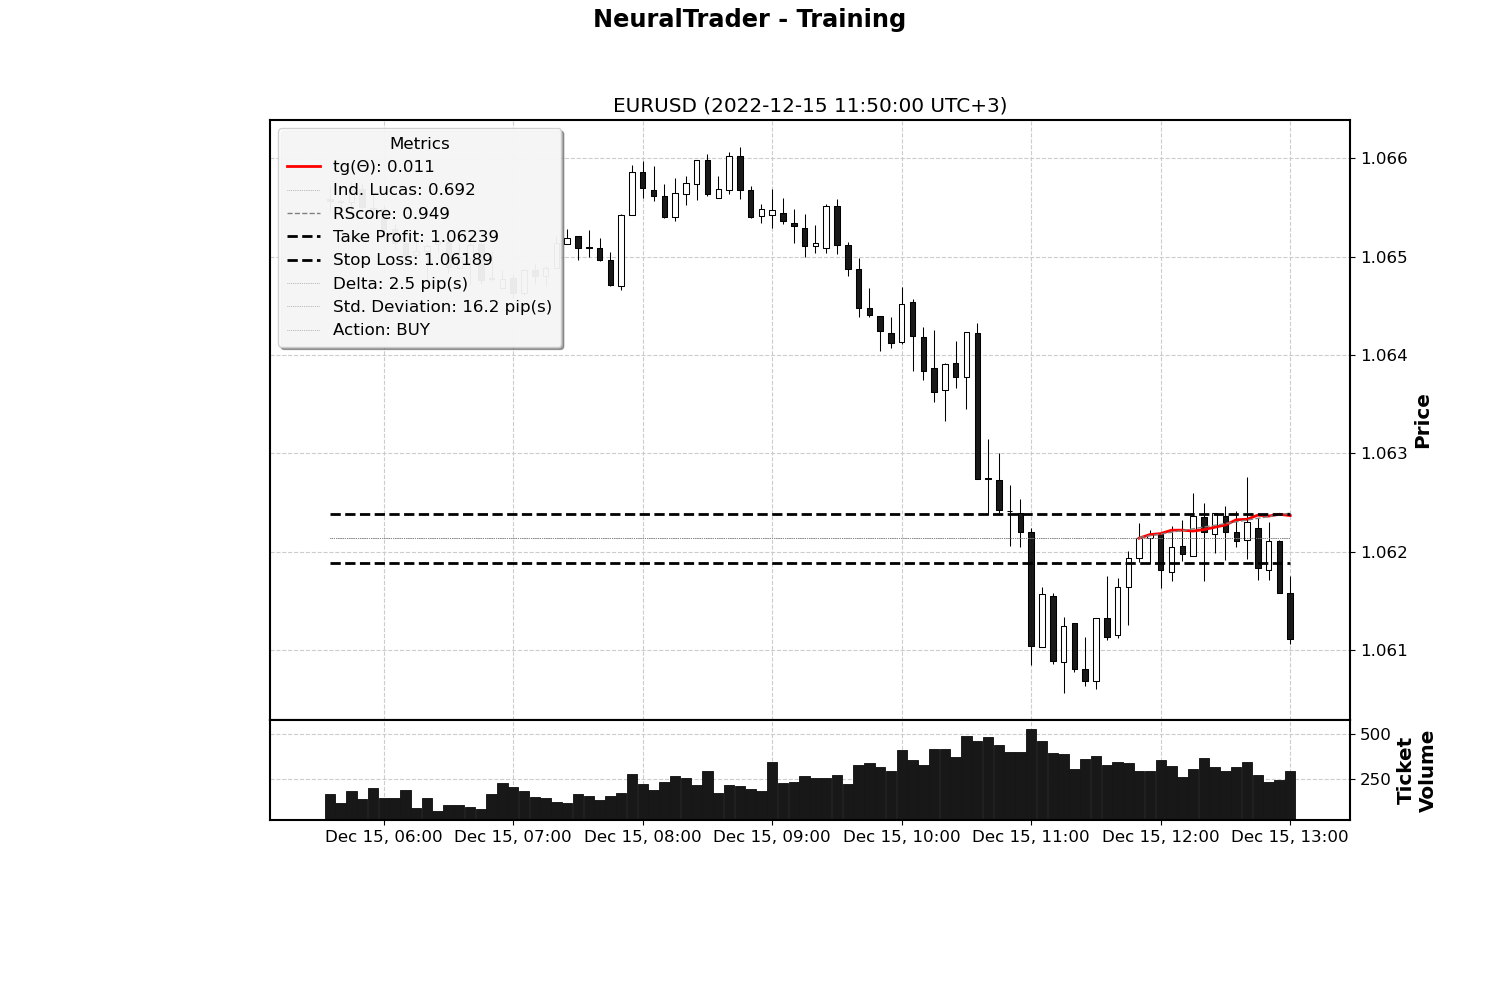 NeuralTrader - Training
EURUSD (2022-12-15 11:50:00 UTC+3)
Metrics
tg(Θ): 0.011
Ind. Lucas: 0.692
RScore: 0.949
Take Profit: 1.06239
Stop Loss: 1.06189
Delta: 2.5 pip(s)
Std. Deviation: 16.2 pip(s)
Action: BUY
1.066
1.065
1.064
1.063
1.062
1.061
Price
500
250
Ticket
Volume
Dec 15, 06:00 Dec 15, 07:00 Dec 15, 08:00 Dec 15, 09:00 Dec 15, 10:00 Dec 15, 11:00 Dec 15, 12:00 Dec 15, 13:00